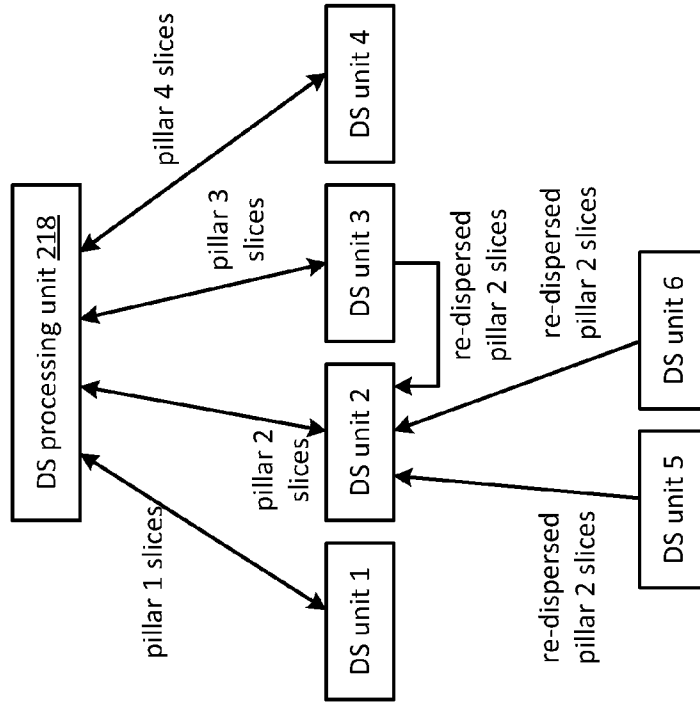 DS processing unit 218
pillar 1 slices
pillar 2
slices
pillar 3
slices
pillar 4 slices
DS unit 1
DS unit 2
DS unit 3
DS unit 4
re-dispersed
pillar 2 slices
re-dispersed
pillar 2 slices
re-dispersed
pillar 2 slices
DS unit 5
DS unit 6